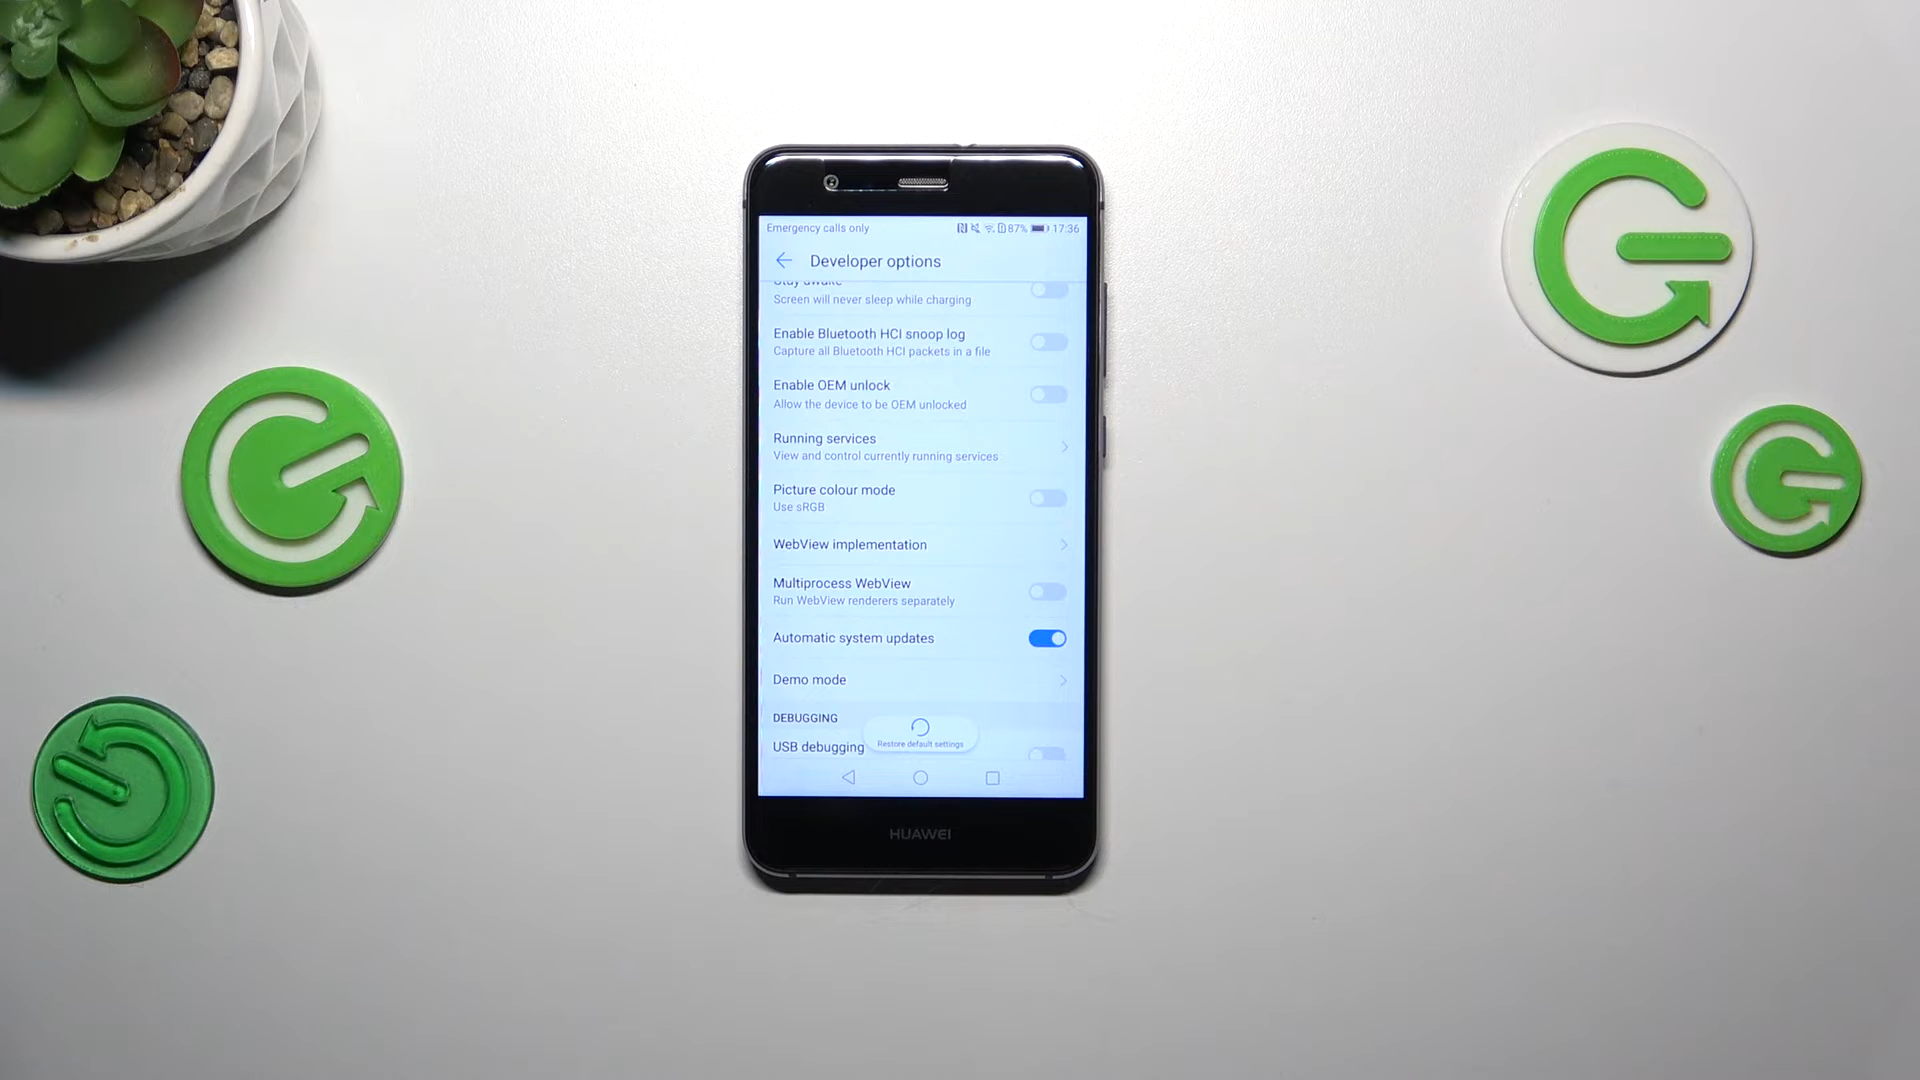 Emergency calls only 87% 17:36
Developer options
Stay awake
Screen will never sleep while charging
Enable Bluetooth HCI snoop log
Capture all Bluetooth HCI packets in a file
Enable OEM unlock
Allow the device to be OEM unlocked
Running services
View and control currently running services
Picture colour mode
Use sRGB
WebView implementation
Multiprocess WebView
Run WebView renderers separately
Automatic system updates
Demo mode
DEBUGGING
USB debugging
Restore default settings
HUAWEI